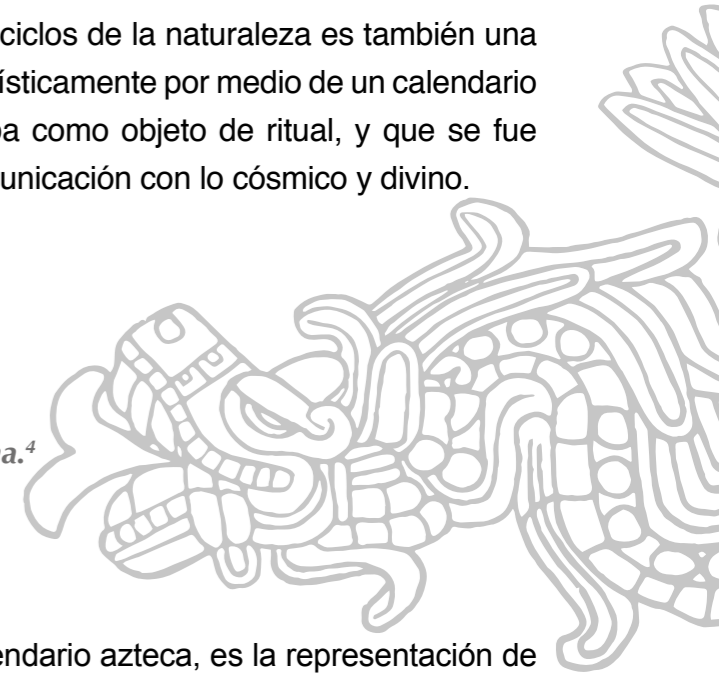 ciclos de la naturaleza es también una
ísticamente por medio de un calendario
a como objeto de ritual, y que se fue
unicación con lo cósmico y divino.
a.⁴
endario azteca, es la representación de